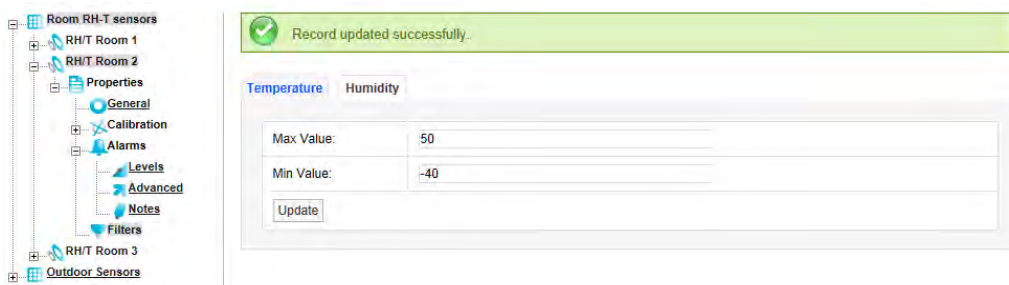 Room RH-T sensors
RH/T Room 1
RH/T Room 2
Properties
General
Calibration
Alarms
Levels
Advanced
Notes
Filters
RH/T Room 3
Outdoor Sensors
Record updated successfully..
Temperature Humidity
Max Value: 50
Min Value: -40
Update